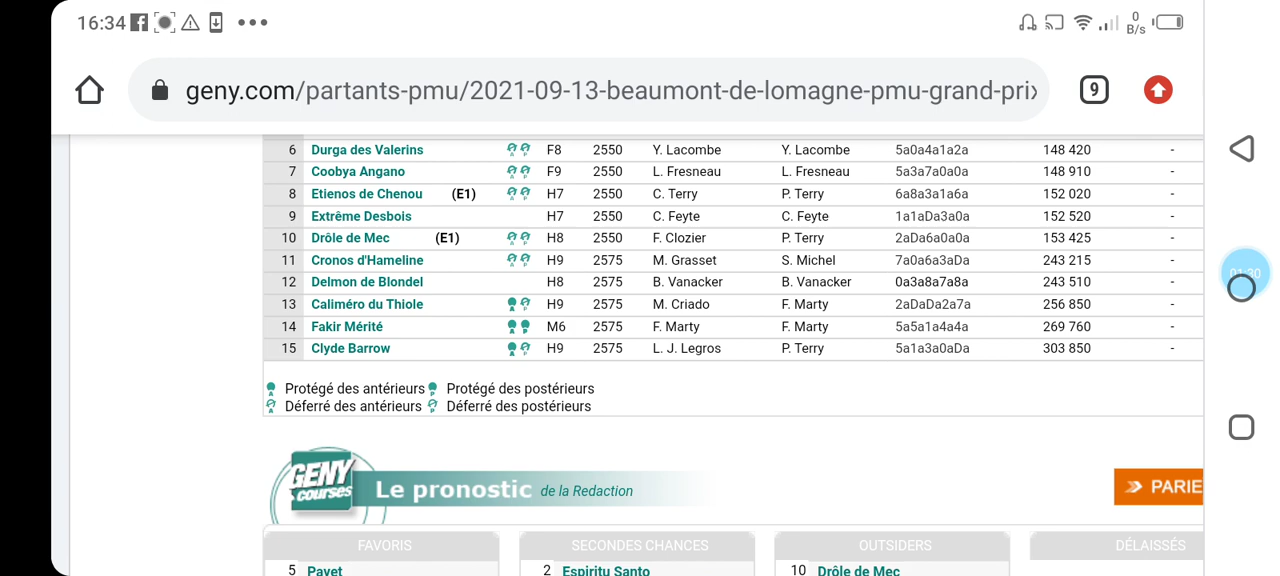 16:34 0 B/s
geny.com/partants-pmu/2021-09-13-beaumont-de-lomagne-pmu-grand-prix 9
6 Durga des Valerins F8 2550 Y. Lacombe Y. Lacombe 5a0a4a1a2a 148 420 -
7 Coobya Angano F9 2550 L. Fresneau L. Fresneau 5a3a7a0a0a 148 910 -
8 Etienos de Chenou (E1) H7 2550 C. Terry P. Terry 6a8a3a1a6a 152 020 -
9 Extrême Desbois H7 2550 C. Feyte C. Feyte 1a1aDa3a0a 152 520 -
10 Drôle de Mec (E1) H8 2550 F. Clozier P. Terry 2aDa6a0a0a 153 425 -
11 Cronos d'Hameline H9 2575 M. Grasset S. Michel 7a0a6a3aDa 243 215 -
12 Delmon de Blondel H8 2575 B. Vanacker B. Vanacker 0a3a8a7a8a 243 510 -
13 Caliméro du Thiole H9 2575 M. Criado F. Marty 2aDaDa2a7a 256 850 -
14 Fakir Mérité M6 2575 F. Marty F. Marty 5a5a1a4a4a 269 760 -
15 Clyde Barrow H9 2575 L. J. Legros P. Terry 5a1a3a0aDa 303 850 -
Protégé des antérieurs Protégé des postérieurs
Déferré des antérieurs Déferré des postérieurs
GENY courses Le pronostic de la Redaction PARIE
FAVORIS SECONDES CHANCES OUTSIDERS DÉLAISSÉS
5 Pavet 2 Espiritu Santo 10 Drôle de Mec
01:30